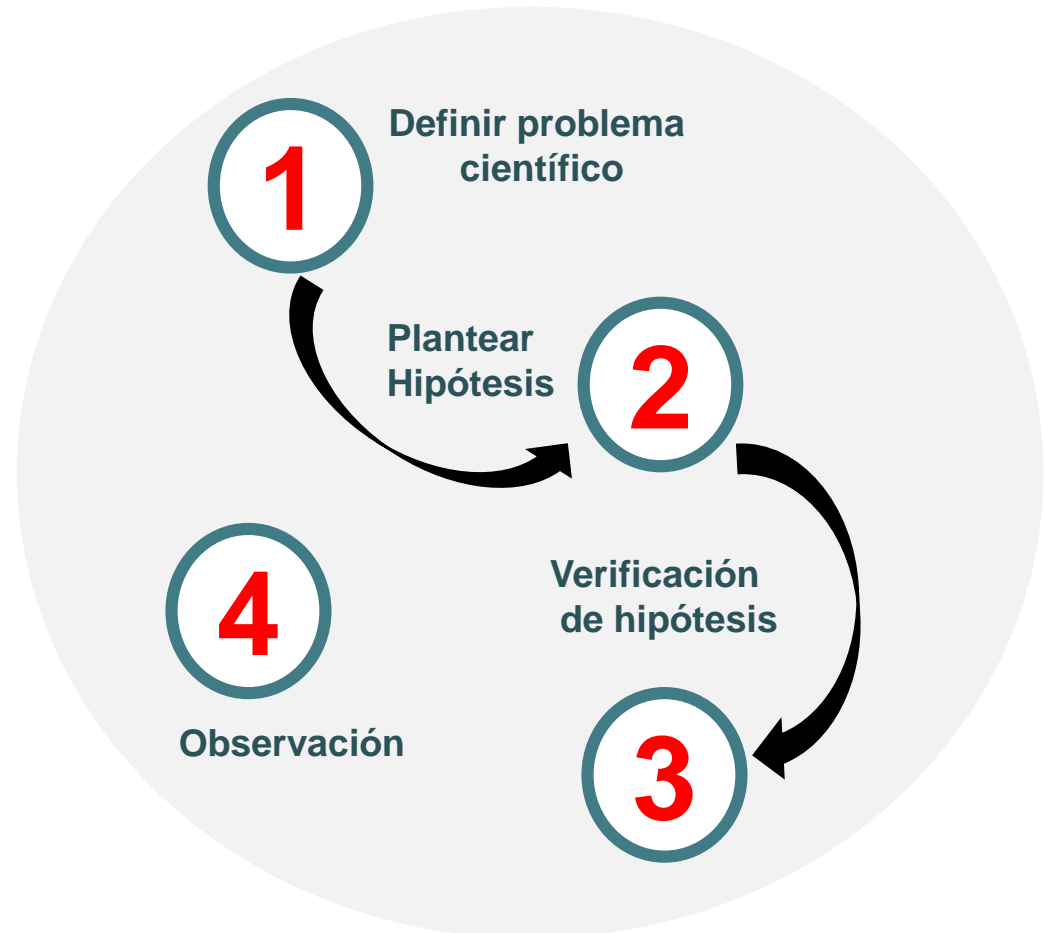 1
Definir problema
científico
Plantear
Hipótesis
2
Verificación
de hipótesis
3
4
Observación